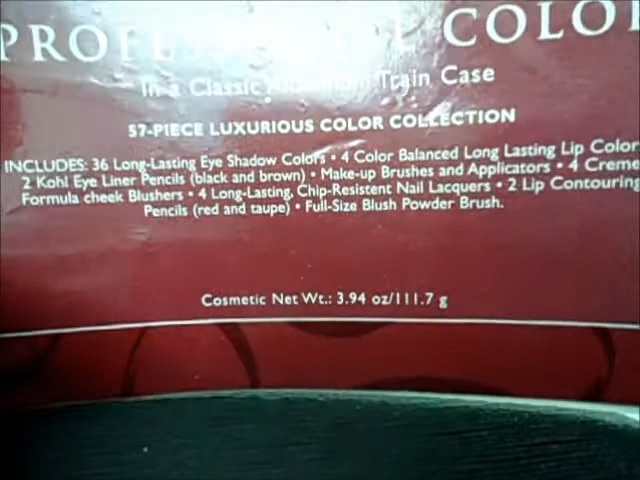 COLOR
In a Classic Train Case
57-PIECE LUXURIOUS COLOR COLLECTION
INCLUDES: 36 Long-Lasting Eye Shadow Colors • 4 Color Balanced Long Lasting Lip Color
2 Kohl Eye Liner Pencils (black and brown) • Make-up Brushes and Applicators • 4 Creme
Formula cheek Blushers • 4 Long-Lasting, Chip-Resistent Nail Lacquers • 2 Lip Contouring
Pencils (red and taupe) • Full-Size Blush Powder Brush.
Cosmetic Net Wt.: 3.94 oz/111.7 g